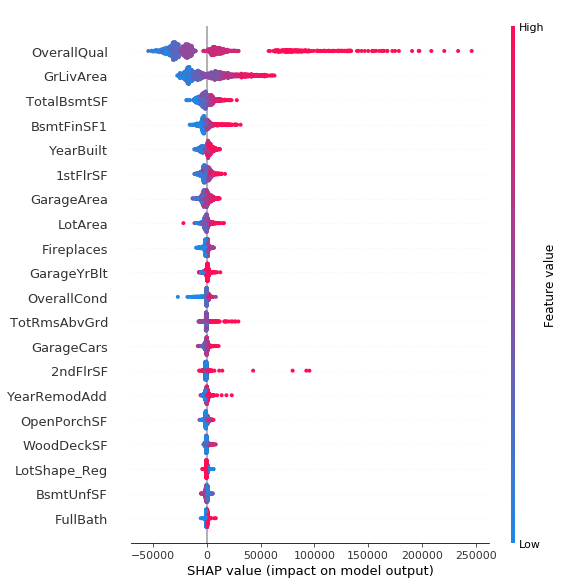 High
OverallQual
GrLivArea
TotalBsmtSF
BsmtFinSF1
YearBuilt
1stFlrSF
GarageArea
LotArea
Fireplaces
GarageYrBlt
OverallCond
TotRmsAbvGrd
GarageCars
2ndFlrSF
YearRemodAdd
OpenPorchSF
WoodDeckSF
LotShape_Reg
BsmtUnfSF
FullBath
Feature value
Low
−50000 0 50000 100000 150000 200000 250000
SHAP value (impact on model output)